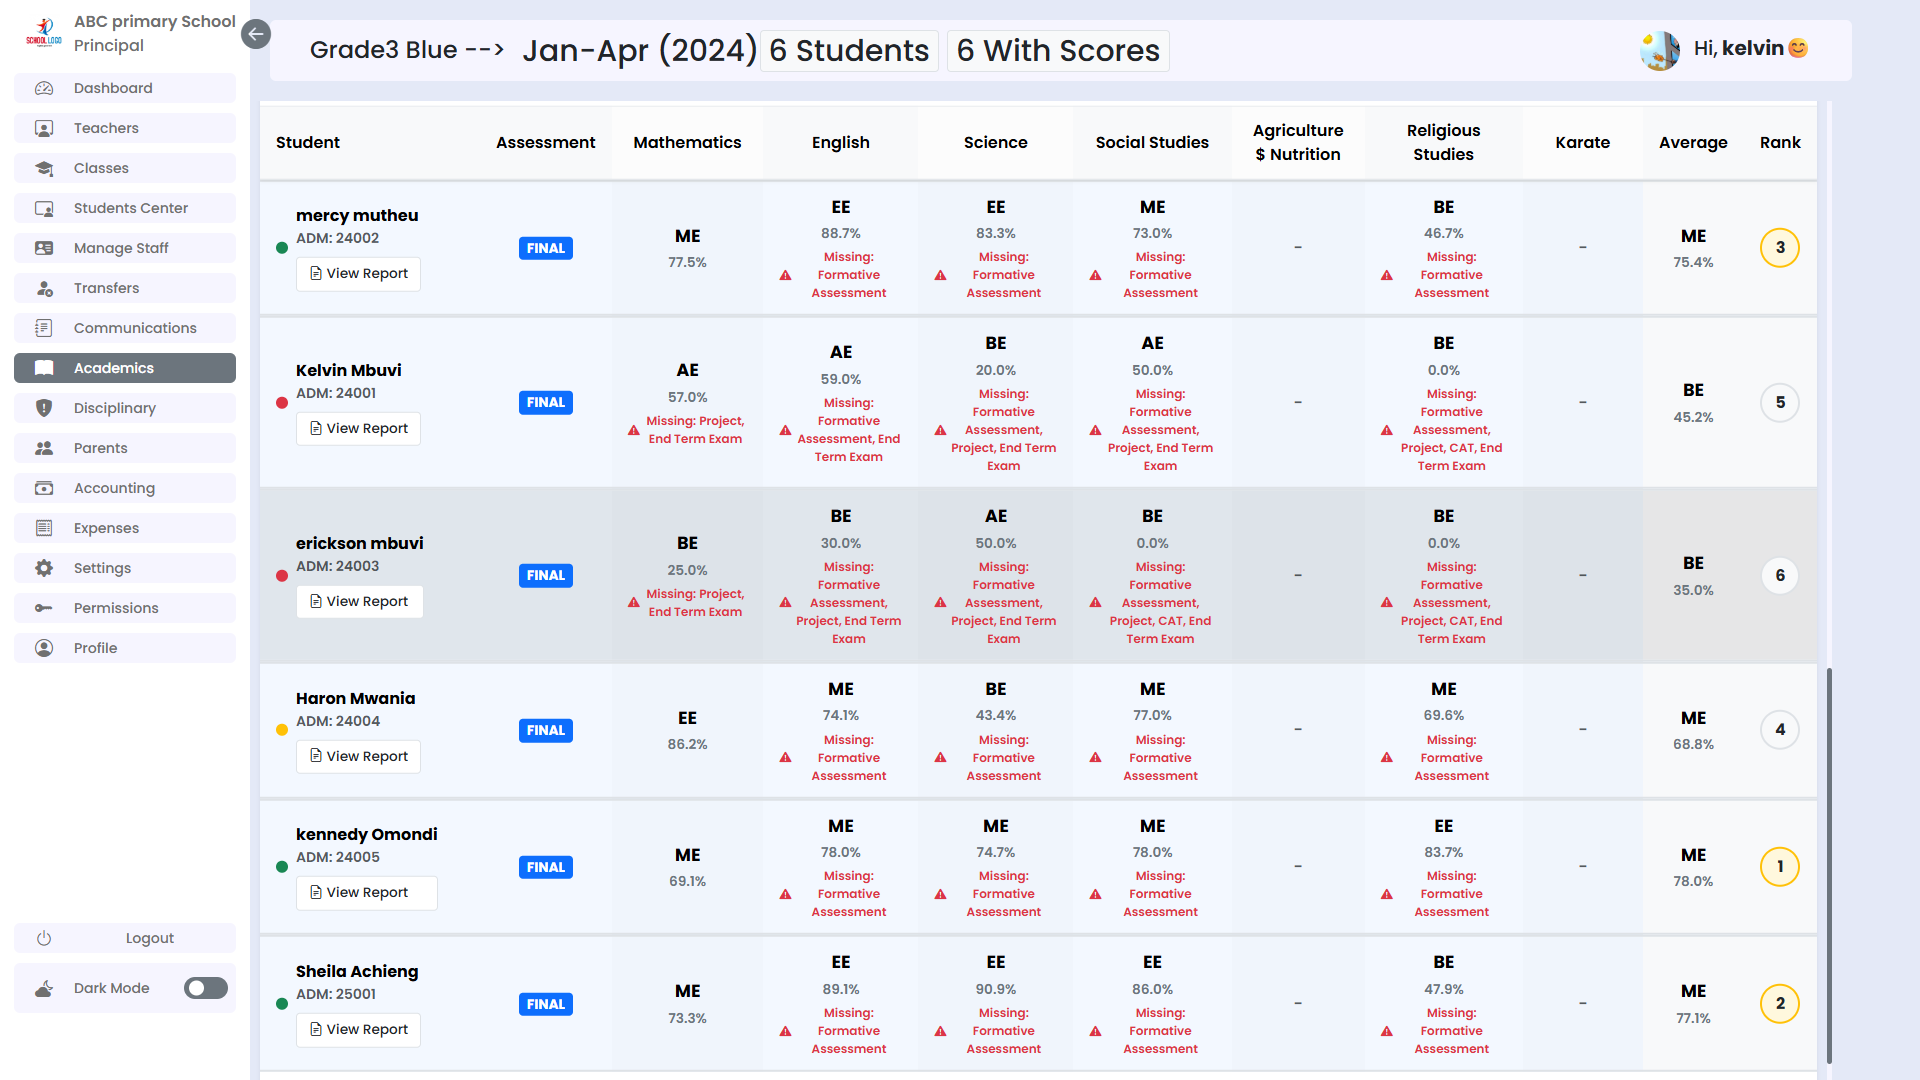 ABC primary School
Principal
SCHOOL LOGO
Dashboard
Teachers
Classes
Students Center
Manage Staff
Transfers
Communications
Academics
Disciplinary
Parents
Accounting
Expenses
Settings
Permissions
Profile
Logout
Dark Mode
Grade3 Blue --> Jan-Apr (2024) 6 Students 6 With Scores
Hi, kelvin😊
Student Assessment Mathematics English Science Social Studies Agriculture $ Nutrition Religious Studies Karate Average Rank
mercy mutheu
ADM: 24002
View Report
FINAL
ME
77.5%
EE
88.7%
Missing:
Formative
Assessment
EE
83.3%
Missing:
Formative
Assessment
ME
73.0%
Missing:
Formative
Assessment
-
BE
46.7%
Missing:
Formative
Assessment
-
ME
75.4%
3
Kelvin Mbuvi
ADM: 24001
View Report
FINAL
AE
57.0%
Missing: Project,
End Term Exam
AE
59.0%
Missing:
Formative
Assessment, End
Term Exam
BE
20.0%
Missing:
Formative
Assessment,
Project, End Term
Exam
AE
50.0%
Missing:
Formative
Assessment,
Project, End Term
Exam
-
BE
0.0%
Missing:
Formative
Assessment,
Project, CAT, End
Term Exam
-
BE
45.2%
5
erickson mbuvi
ADM: 24003
View Report
FINAL
BE
25.0%
Missing: Project,
End Term Exam
BE
30.0%
Missing:
Formative
Assessment,
Project, End Term
Exam
AE
50.0%
Missing:
Formative
Assessment,
Project, End Term
Exam
BE
0.0%
Missing:
Formative
Assessment,
Project, CAT, End
Term Exam
-
BE
0.0%
Missing:
Formative
Assessment,
Project, CAT, End
Term Exam
-
BE
35.0%
6
Haron Mwania
ADM: 24004
View Report
FINAL
EE
86.2%
ME
74.1%
Missing:
Formative
Assessment
BE
43.4%
Missing:
Formative
Assessment
ME
77.0%
Missing:
Formative
Assessment
-
ME
69.6%
Missing:
Formative
Assessment
-
ME
68.8%
4
kennedy Omondi
ADM: 24005
View Report
FINAL
ME
69.1%
ME
78.0%
Missing:
Formative
Assessment
ME
74.7%
Missing:
Formative
Assessment
ME
78.0%
Missing:
Formative
Assessment
-
EE
83.7%
Missing:
Formative
Assessment
-
ME
78.0%
1
Sheila Achieng
ADM: 25001
View Report
FINAL
ME
73.3%
EE
89.1%
Missing:
Formative
Assessment
EE
90.9%
Missing:
Formative
Assessment
EE
86.0%
Missing:
Formative
Assessment
-
BE
47.9%
Missing:
Formative
Assessment
-
ME
77.1%
2